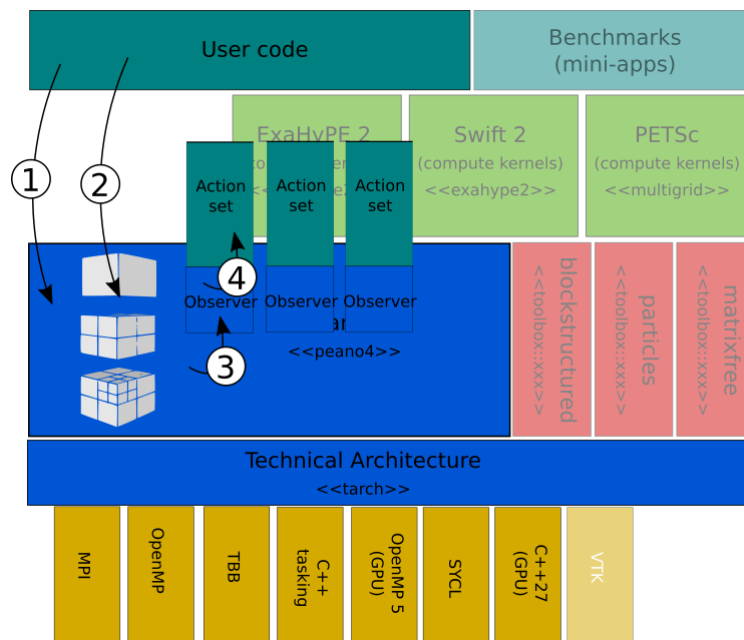 User code
Benchmarks
(mini-apps)
1
2
ExaHyPE 2
Swift 2
(compute kernels)
<<exahype2>>
PETSc
(compute kernels)
<<multigrid>>
Action
set
Action
set
Action
set
4
Observer
Observer
Observer
3
<<peano4>>
blockstructured
<<toolbox::xxx>>
particles
<<toolbox::xxx>>
matrixfree
<<toolbox::xxx>>
Technical Architecture
<<tarch>>
MPI
OpenMP
TBB
C++
tasking
OpenMP 5
(GPU)
SYCL
C++27
(GPU)
VTK